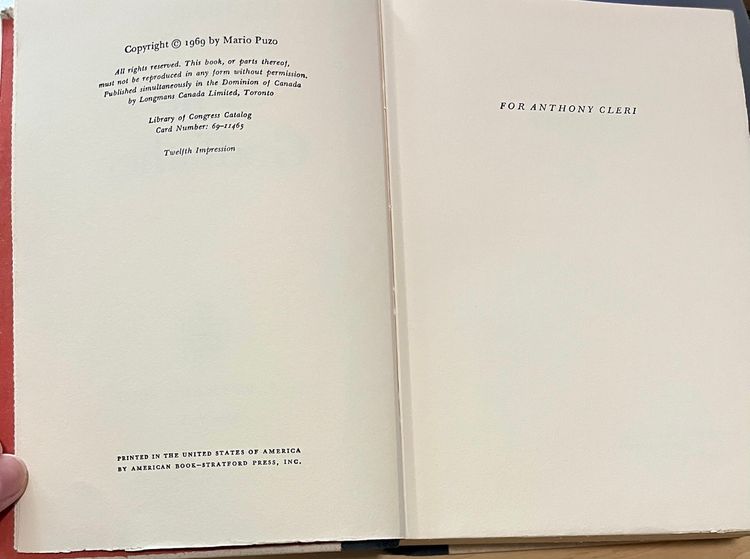 Copyright © 1969 by Mario Puzo
All rights reserved. This book, or parts thereof,
must not be reproduced in any form without permission.
Published simultaneously in the Dominion of Canada
by Longmans Canada Limited, Toronto
Library of Congress Catalog
Card Number: 69-11465
Twelfth Impression
PRINTED IN THE UNITED STATES OF AMERICA
BY AMERICAN BOOK–STRATFORD PRESS, INC.
FOR ANTHONY CLERI